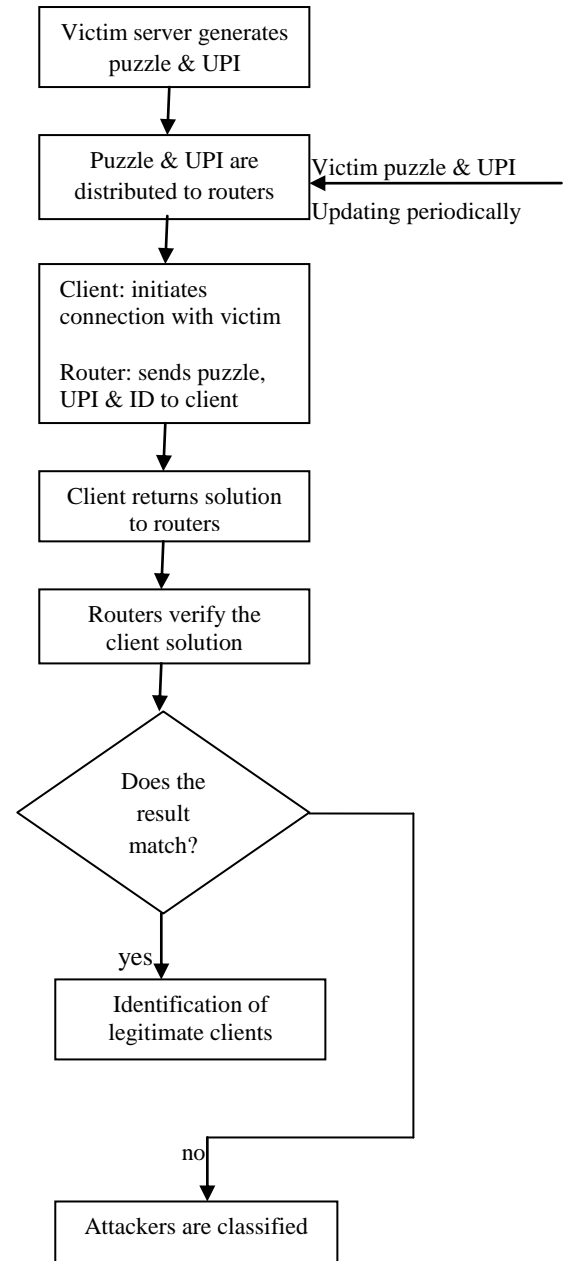 Victim server generates
puzzle & UPI
Puzzle & UPI are
distributed to routers
Victim puzzle & UPI
Updating periodically
Client: initiates
connection with victim
Router: sends puzzle,
UPI & ID to client
Client returns solution
to routers
Routers verify the
client solution
Does the
result
match?
yes
Identification of
legitimate clients
no
Attackers are classified